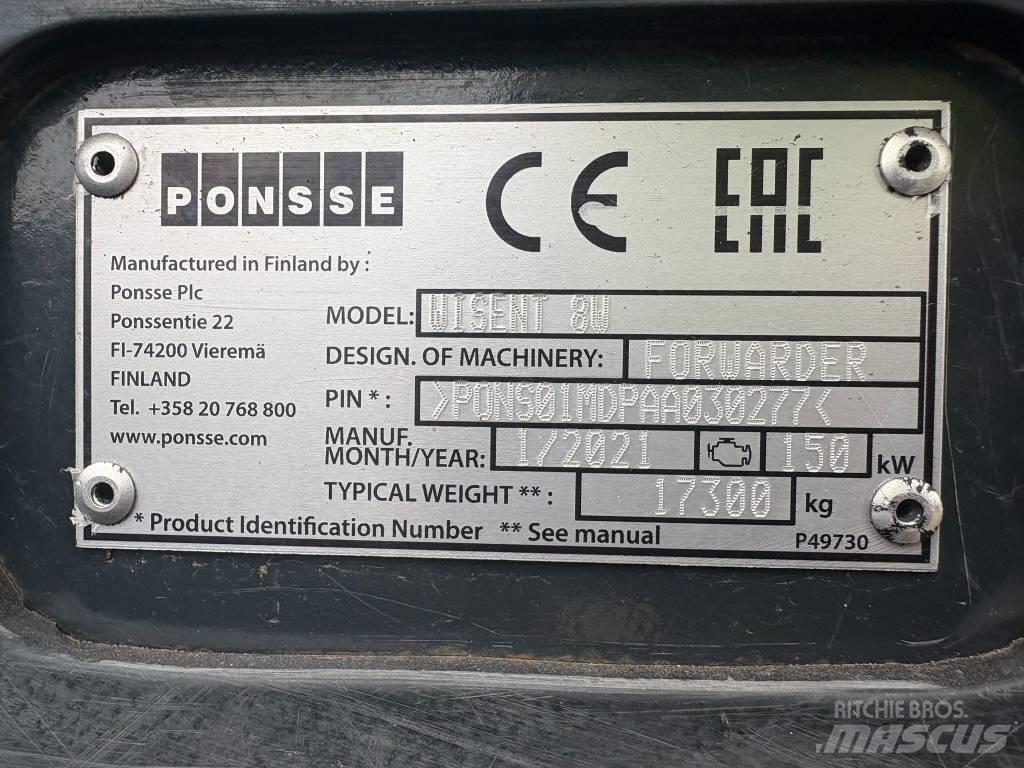 PONSSE CE EAC
Manufactured in Finland by :
Ponsse Plc
Ponssentie 22
FI-74200 Vieremä
FINLAND
Tel. +358 20 768 800
www.ponsse.com
MODEL: WISENT 8W
DESIGN. OF MACHINERY: FORWARDER
PIN * : >PONS01MDPAA030277<
MANUF.
MONTH/YEAR: 1/2021 150 kW
TYPICAL WEIGHT ** : 17300 kg
* Product Identification Number ** See manual
P49730
RITCHIE BROS.
MASCUS